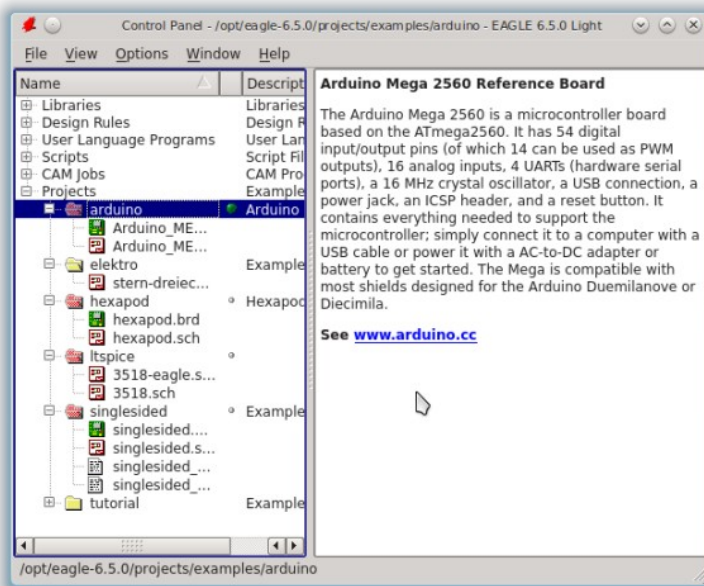 Control Panel - /opt/eagle-6.5.0/projects/examples/arduino - EAGLE 6.5.0 Light
File View Options Window Help
Name Descript
Libraries Libraries
Design Rules Design R
User Language Programs User Lan
Scripts Script Fil
CAM Jobs CAM Pro
Projects Example
arduino Arduino
Arduino_ME...
Arduino_ME...
elektro Example
stern-dreiec...
hexapod Hexapod
hexapod.brd
hexapod.sch
ltspice
3518-eagle.s...
3518.sch
singlesided Example
singlesided....
singlesided.s...
singlesided_...
singlesided_...
tutorial Example
Arduino Mega 2560 Reference Board
The Arduino Mega 2560 is a microcontroller board
based on the ATmega2560. It has 54 digital
input/output pins (of which 14 can be used as PWM
outputs), 16 analog inputs, 4 UARTs (hardware serial
ports), a 16 MHz crystal oscillator, a USB connection, a
power jack, an ICSP header, and a reset button. It
contains everything needed to support the
microcontroller; simply connect it to a computer with a
USB cable or power it with a AC-to-DC adapter or
battery to get started. The Mega is compatible with
most shields designed for the Arduino Duemilanove or
Diecimila.
See www.arduino.cc
/opt/eagle-6.5.0/projects/examples/arduino